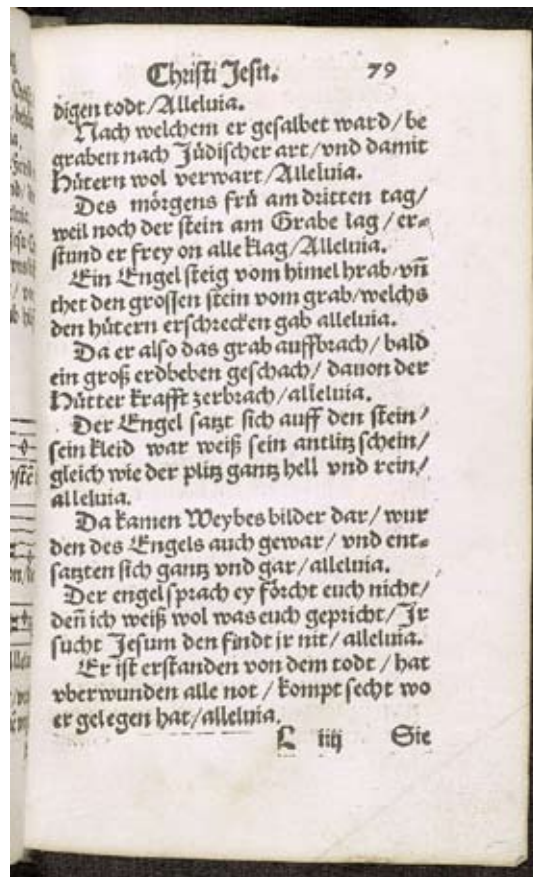 Christi Jesu. 79
digen todt/Alleluia.
Nach welchem er gesalbet ward/be
graben nach Jüdischer art/vnd damit
Hütern wol verwart/Alleluia.
Des mörgens frü am dritten tag/
weil noch der stein am Grabe lag/er⸗
stund er frey on alle klag/Alleluia.
Ein Engel steig vom himel hrab/vñ
thet den grossen stein vom grab/welchs
den hütern erschrecken gab alleluia.
Da er also das grab auffbrach/bald
ein groß erdbeben geschach/dauon der
Hütter krafft zerbrach/alleluia.
Der Engel satzt sich auff den stein/
sein kleid war weiß sein antlitz schein/
gleich wie der plitz gantz hell vnd rein/
alleluia.
Da kamen Weybesbilder dar/wur
den des Engels auch gewar/vnd ent⸗
satzten sich gantz vnd gar/alleluia.
Der engel sprach ey förcht euch nicht/
deñ ich weiß wol was euch gepricht/Jr
sucht Jesum den findt ir nit/alleluia.
Er ist erstanden von dem todt/hat
vberwunden alle not/kompt secht wo
er gelegen hat/alleluia.
L iiij Sie